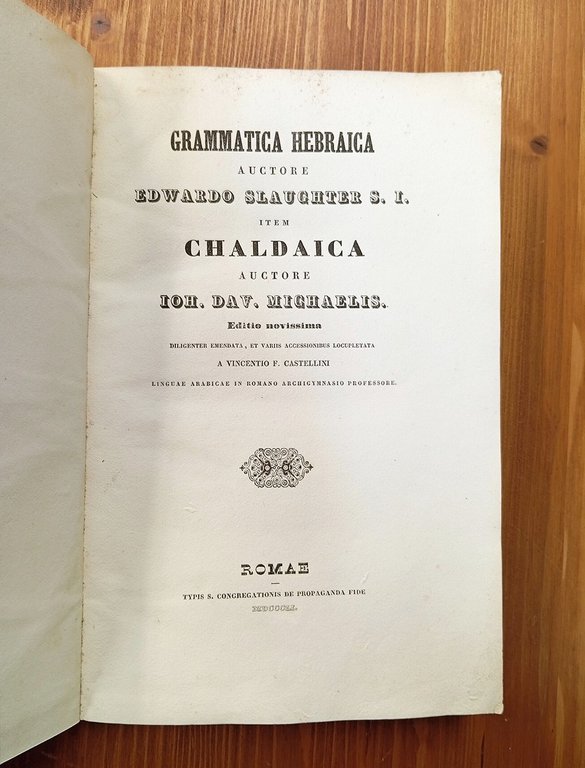 GRAMMATICA HEBRAICA
AUCTORE
EDWARDO SLAUGHTER S. I.
ITEM
CHALDAICA
AUCTORE
IOH. DAV. MICHAELIS.
Editio novissima
DILIGENTER EMENDATA, ET VARIIS ACCESSIONIBUS LOCUPLETATA
A VINCENTIO F. CASTELLINI
LINGUAE ARABICAE IN ROMANO ARCHIGYMNASIO PROFESSORE.
ROMAE
TYPIS S. CONGREGATIONIS DE PROPAGANDA FIDE
MDCCCLI.